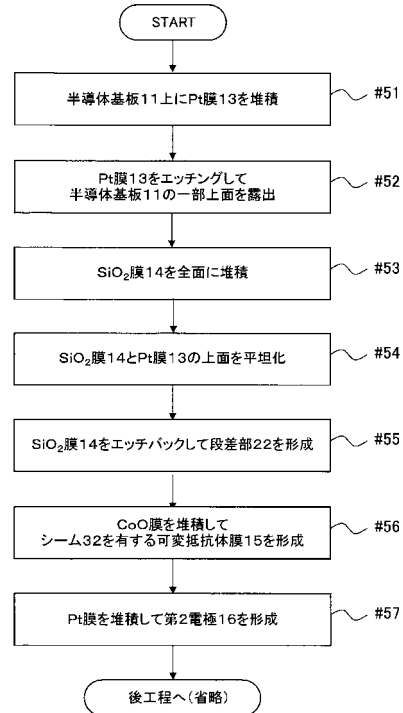 START
半導体基板11上にPt膜13を堆積
#51
Pt膜13をエッチングして
半導体基板11の一部上面を露出
#52
SiO₂膜14を全面に堆積
#53
SiO₂膜14とPt膜13の上面を平坦化
#54
SiO₂膜14をエッチバックして段差部22を形成
#55
CoO膜を堆積して
シーム32を有する可変抵抗体膜15を形成
#56
Pt膜を堆積して第2電極16を形成
#57
後工程へ(省略)